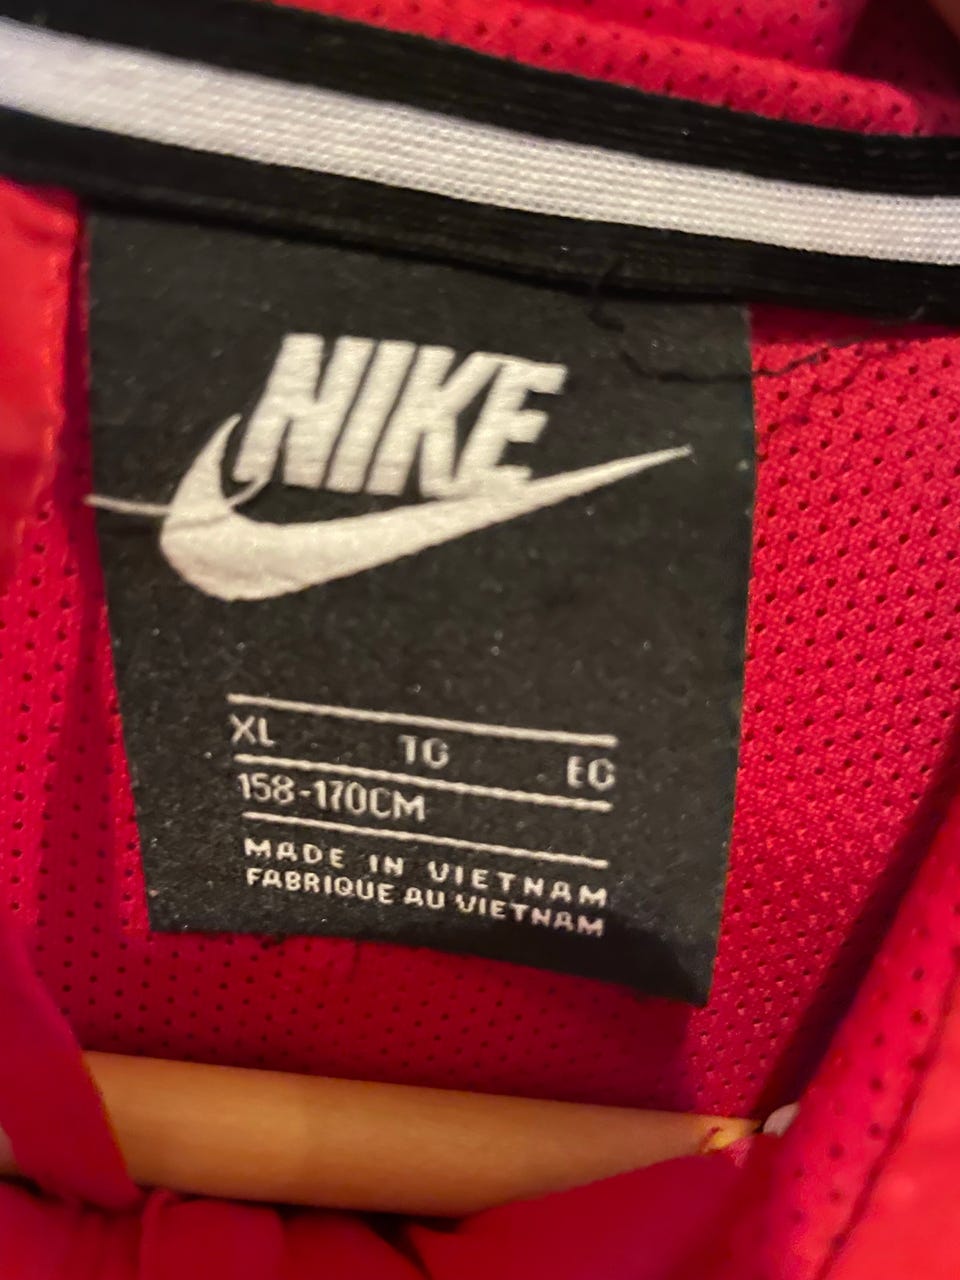 NIKE
XL TG EG
158-170CM
MADE IN VIETNAM
FABRIQUE AU VIETNAM